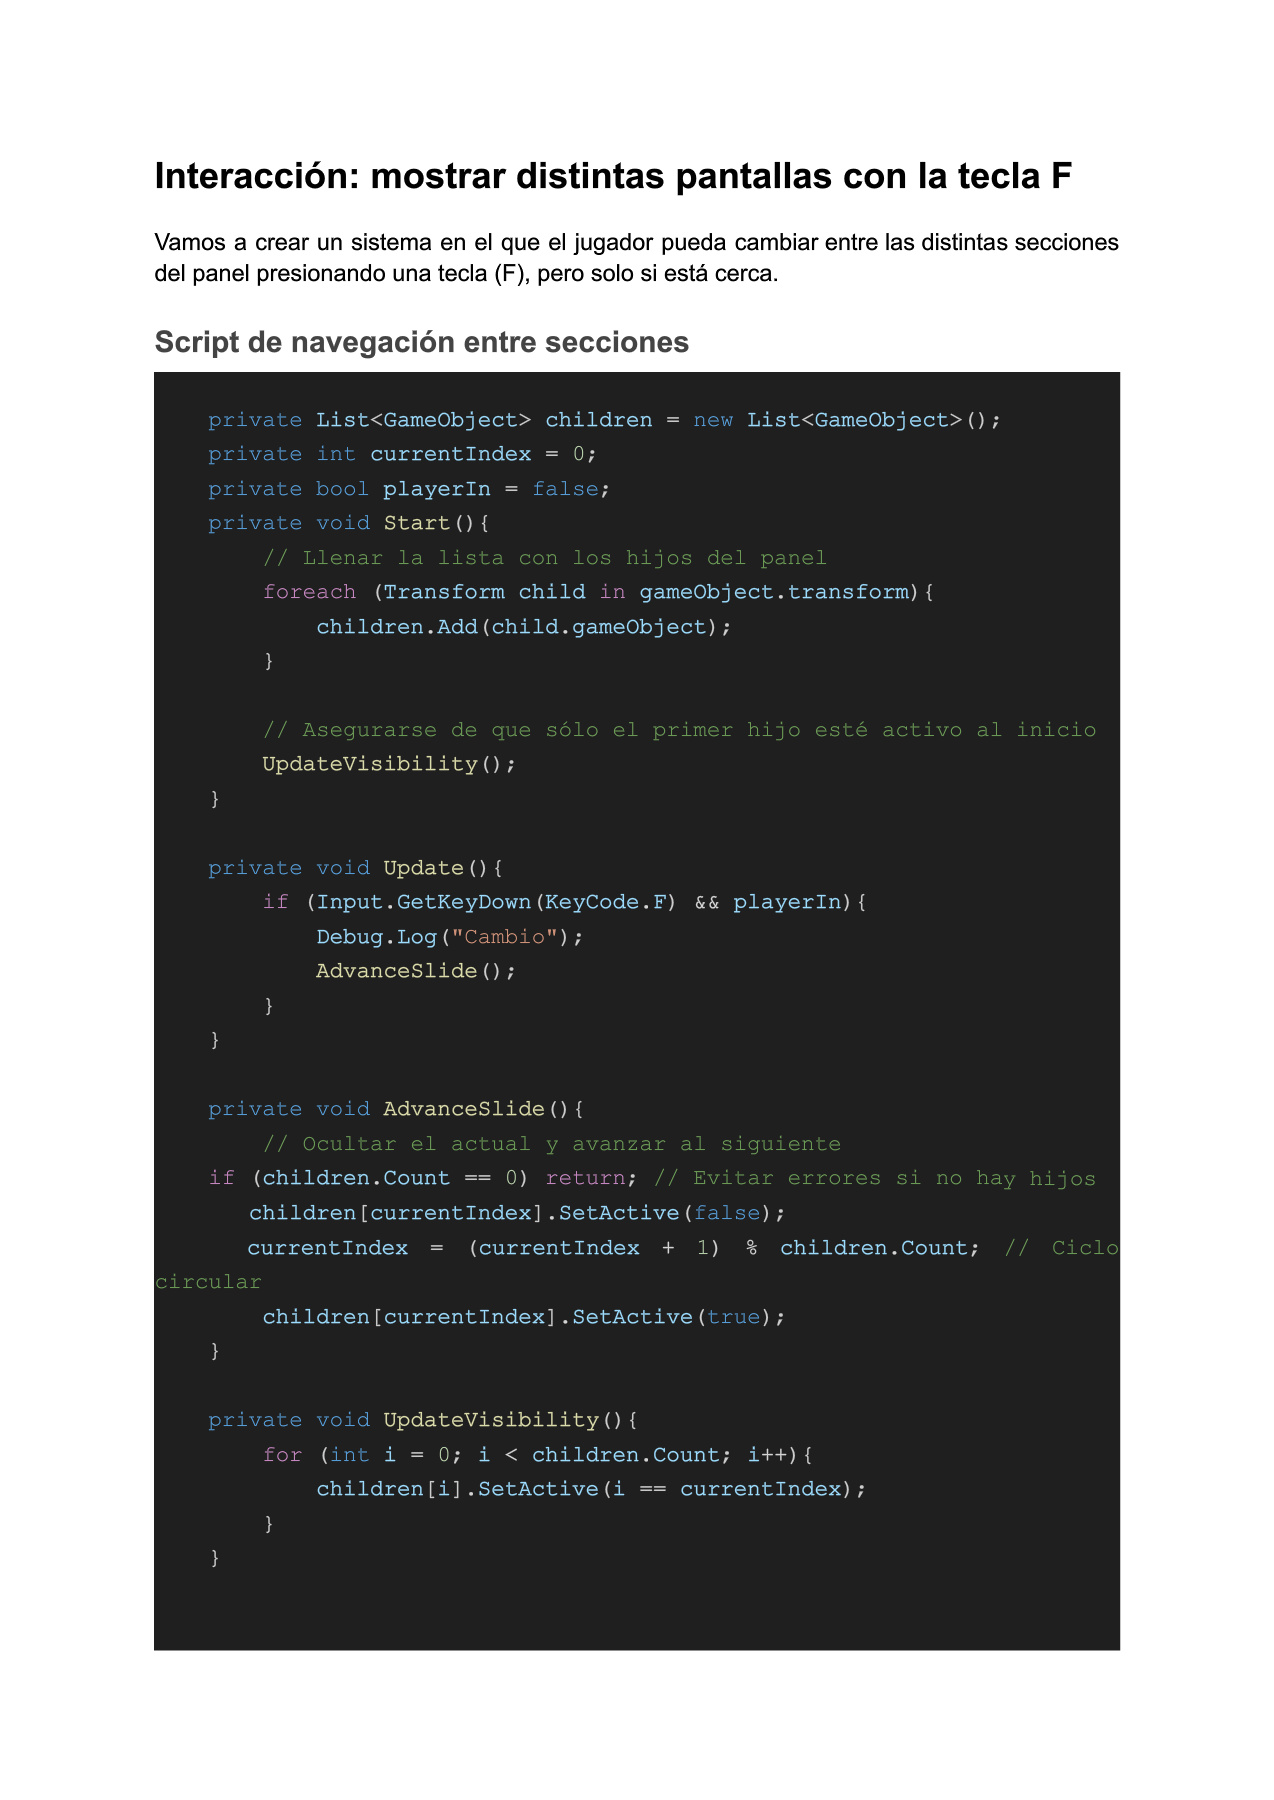 Interacción: mostrar distintas pantallas con la tecla F
Vamos a crear un sistema en el que el jugador pueda cambiar entre las distintas secciones
del panel presionando una tecla (F), pero solo si está cerca.
Script de navegación entre secciones
    private List<GameObject> children = new List<GameObject>();
    private int currentIndex = 0;
    private bool playerIn = false;
    private void Start(){
        // Llenar la lista con los hijos del panel
        foreach (Transform child in gameObject.transform){
            children.Add(child.gameObject);
        }
        // Asegurarse de que sólo el primer hijo esté activo al inicio
        UpdateVisibility();
    }
    private void Update(){
        if (Input.GetKeyDown(KeyCode.F) && playerIn){
            Debug.Log("Cambio");
            AdvanceSlide();
        }
    }
    private void AdvanceSlide(){
        // Ocultar el actual y avanzar al siguiente
    if (children.Count == 0) return; // Evitar errores si no hay hijos
       children[currentIndex].SetActive(false);
       currentIndex = (currentIndex + 1) % children.Count; // Ciclo
circular
        children[currentIndex].SetActive(true);
    }
    private void UpdateVisibility(){
        for (int i = 0; i < children.Count; i++){
            children[i].SetActive(i == currentIndex);
        }
    }